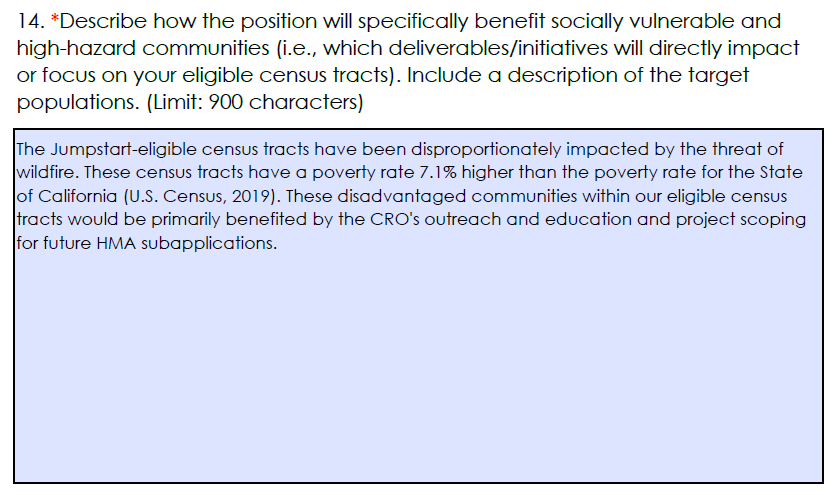 14. *Describe how the position will specifically benefit socially vulnerable and
high-hazard communities (i.e., which deliverables/initiatives will directly impact
or focus on your eligible census tracts). Include a description of the target
populations. (Limit: 900 characters)
The Jumpstart-eligible census tracts have been disproportionately impacted by the threat of
wildfire. These census tracts have a poverty rate 7.1% higher than the poverty rate for the State
of California (U.S. Census, 2019). These disadvantaged communities within our eligible census
tracts would be primarily benefited by the CRO's outreach and education and project scoping
for future HMA subapplications.